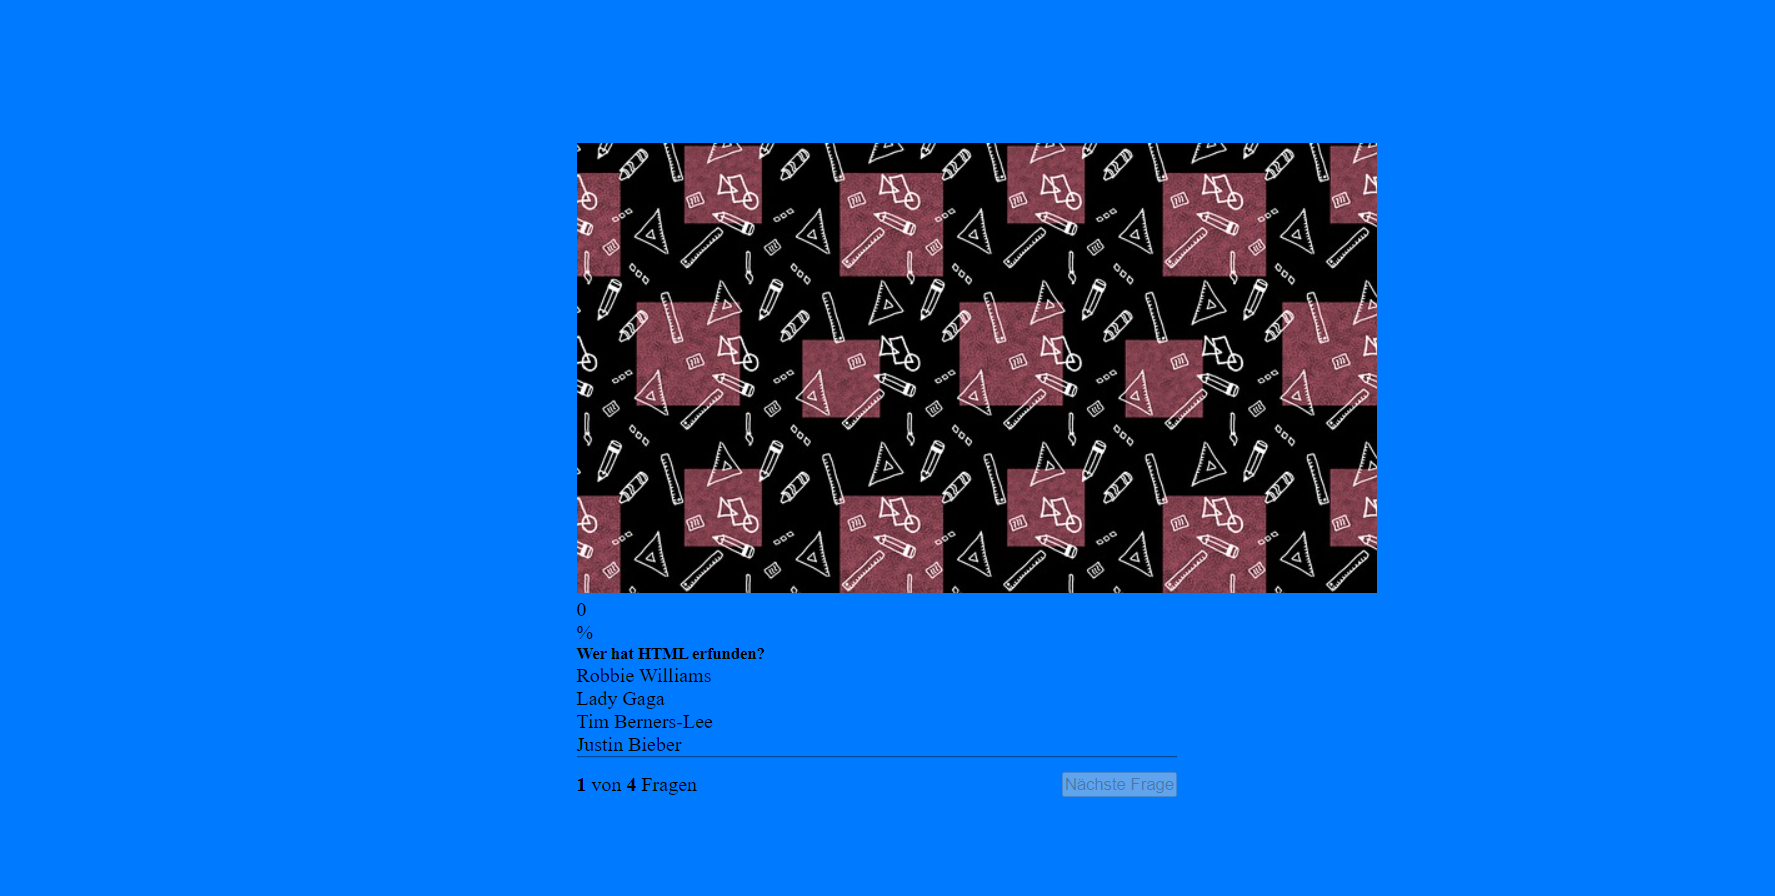 0
%
Wer hat HTML erfunden?
Robbie Williams
Lady Gaga
Tim Berners-Lee
Justin Bieber
1 von 4 Fragen
Nächste Frage